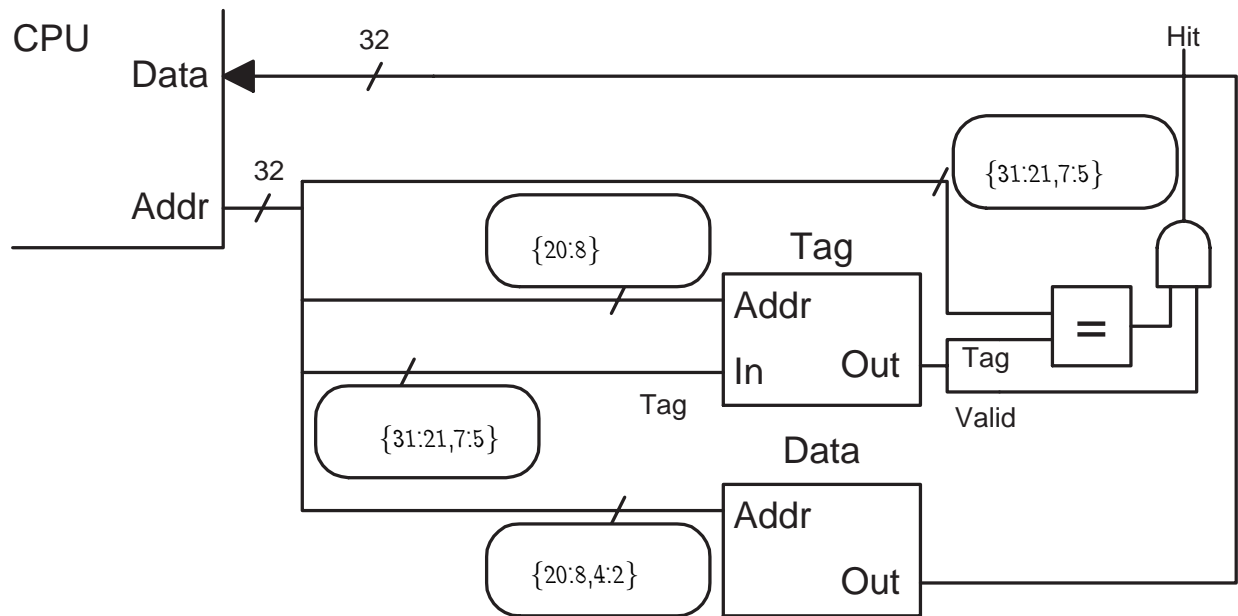 CPU
32
Hit
Data
{31:21,7:5}
32
Addr
{20:8}
Tag
Addr
=
In
Out
Tag
Tag
Valid
{31:21,7:5}
Data
Addr
{20:8,4:2}
Out